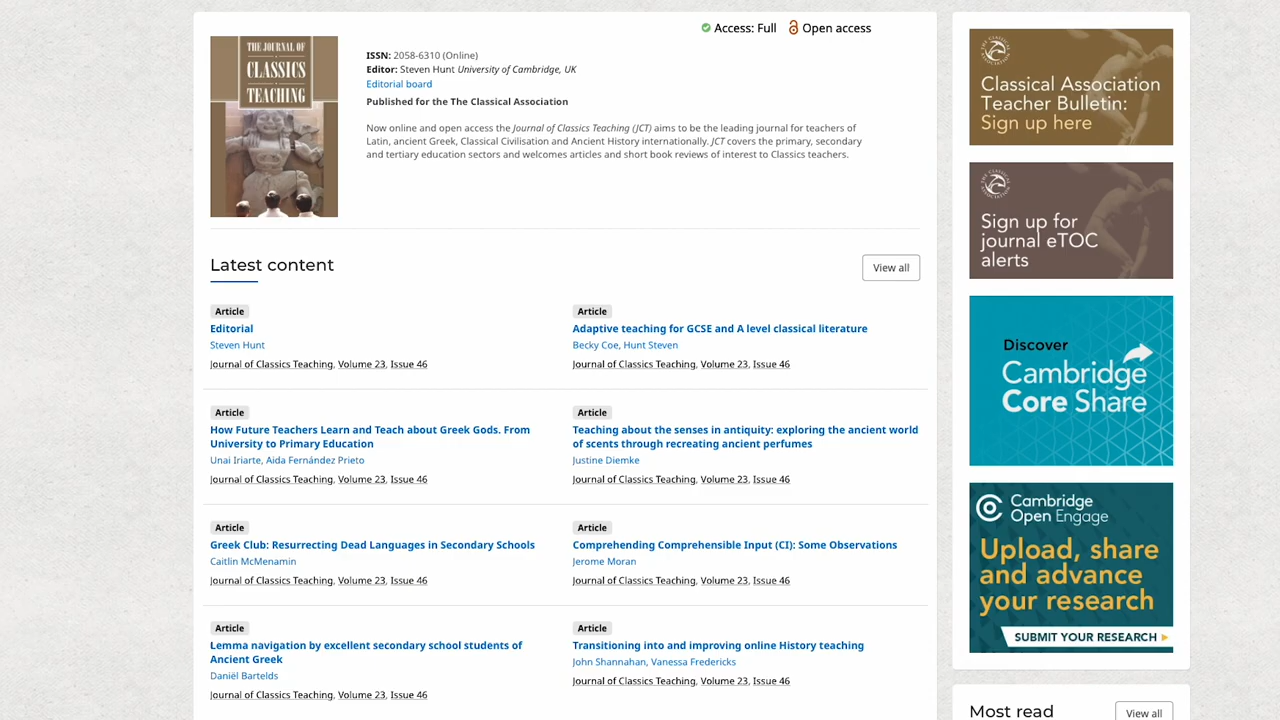 Access: Full Open access
THE JOURNAL OF
CLASSICS
TEACHING
ISSN: 2058-6310 (Online)
Editor: Steven Hunt University of Cambridge, UK
Editorial board
Published for the The Classical Association
Now online and open access the Journal of Classics Teaching (JCT) aims to be the leading journal for teachers of
Latin, ancient Greek, Classical Civilisation and Ancient History internationally. JCT covers the primary, secondary
and tertiary education sectors and welcomes articles and short book reviews of interest to Classics teachers.
Latest content
View all
Article
Editorial
Steven Hunt
Journal of Classics Teaching, Volume 23, Issue 46
Article
Adaptive teaching for GCSE and A level classical literature
Becky Coe, Hunt Steven
Journal of Classics Teaching, Volume 23, Issue 46
Article
How Future Teachers Learn and Teach about Greek Gods. From
University to Primary Education
Unai Iriarte, Aida Fernández Prieto
Journal of Classics Teaching, Volume 23, Issue 46
Article
Teaching about the senses in antiquity: exploring the ancient world
of scents through recreating ancient perfumes
Justine Diemke
Journal of Classics Teaching, Volume 23, Issue 46
Article
Greek Club: Resurrecting Dead Languages in Secondary Schools
Caitlin McMenamin
Journal of Classics Teaching, Volume 23, Issue 46
Article
Comprehending Comprehensible Input (CI): Some Observations
Jerome Moran
Journal of Classics Teaching, Volume 23, Issue 46
Article
Lemma navigation by excellent secondary school students of
Ancient Greek
Daniël Bartelds
Journal of Classics Teaching, Volume 23, Issue 46
Article
Transitioning into and improving online History teaching
John Shannahan, Vanessa Fredericks
Journal of Classics Teaching, Volume 23, Issue 46
Classical Association
Teacher Bulletin:
Sign up here
Sign up for
journal eTOC
alerts
Discover
Cambridge
Core Share
Cambridge
Open Engage
Upload, share
and advance
your research
SUBMIT YOUR RESEARCH
Most read
View all